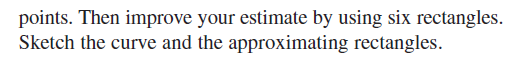 points. Then improve your estimate by using six rectangles.
Sketch the curve and the approximating rectangles.